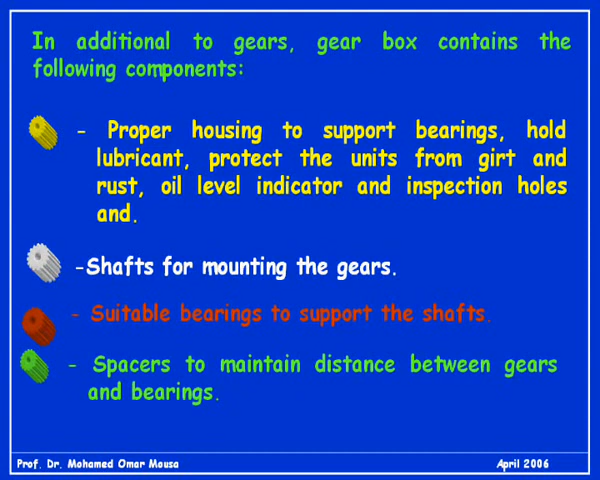 In additional to gears, gear box contains the
following components:
- Proper housing to support bearings, hold
lubricant, protect the units from girt and
rust, oil level indicator and inspection holes
and.
-Shafts for mounting the gears.
- Suitable bearings to support the shafts.
- Spacers to maintain distance between gears
and bearings.
Prof. Dr. Mohamed Omar Mousa April 2006